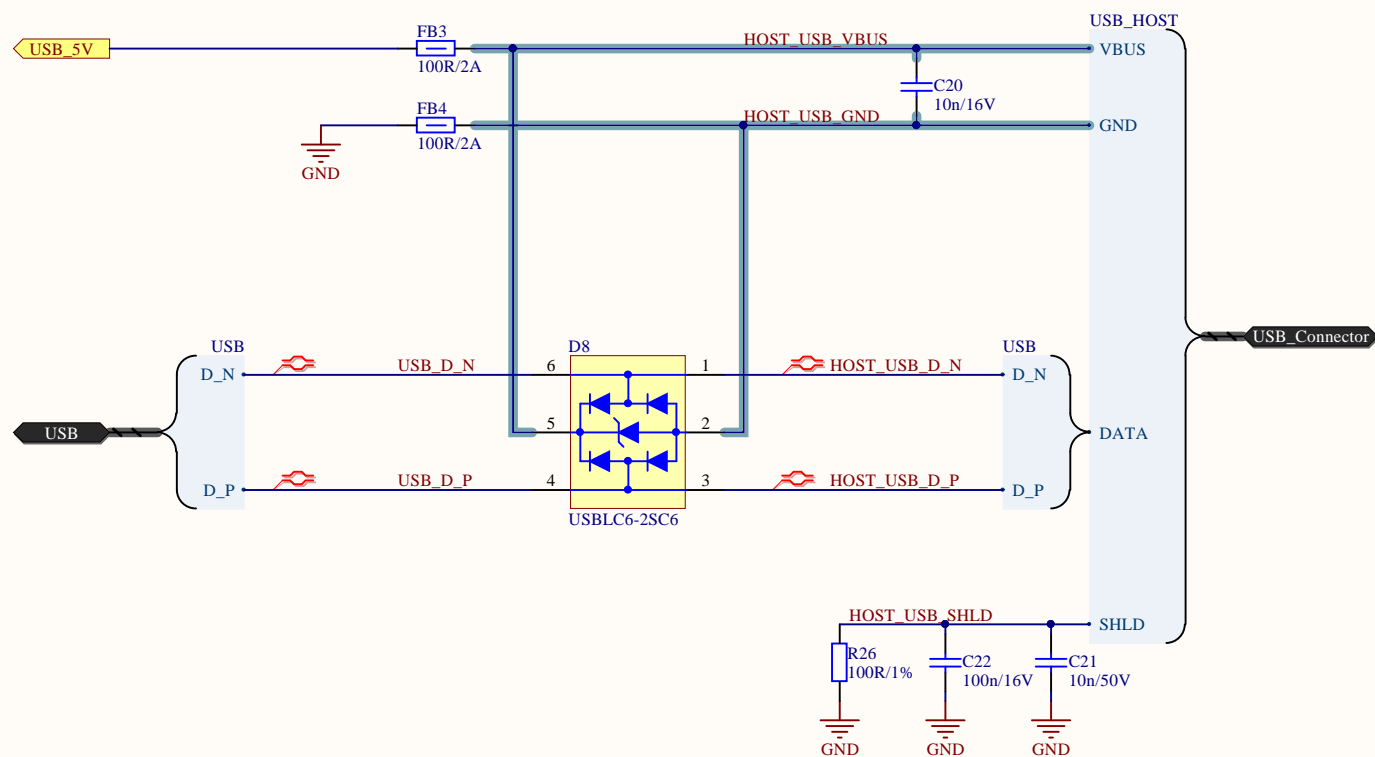 USB_HOST
USB_5V
FB3
100R/2A
HOST_USB_VBUS
VBUS
C20
10n/16V
FB4
100R/2A
HOST_USB_GND
GND
GND
USB_Connector
USB
D8
USB
D_N
USB_D_N
6
1
HOST_USB_D_N
D_N
USB
5
2
DATA
D_P
USB_D_P
4
3
HOST_USB_D_P
D_P
USBLC6-2SC6
HOST_USB_SHLD
SHLD
R26
100R/1%
C22
100n/16V
C21
10n/50V
GND
GND
GND